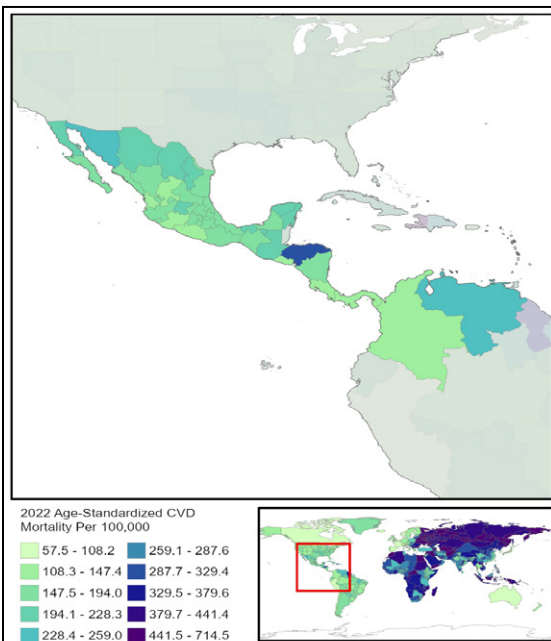 2022 Age-Standardized CVD
Mortality Per 100,000
57.5 - 108.2
108.3 - 147.4
147.5 - 194.0
194.1 - 228.3
228.4 - 259.0
259.1 - 287.6
287.7 - 329.4
329.5 - 379.6
379.7 - 441.4
441.5 - 714.5